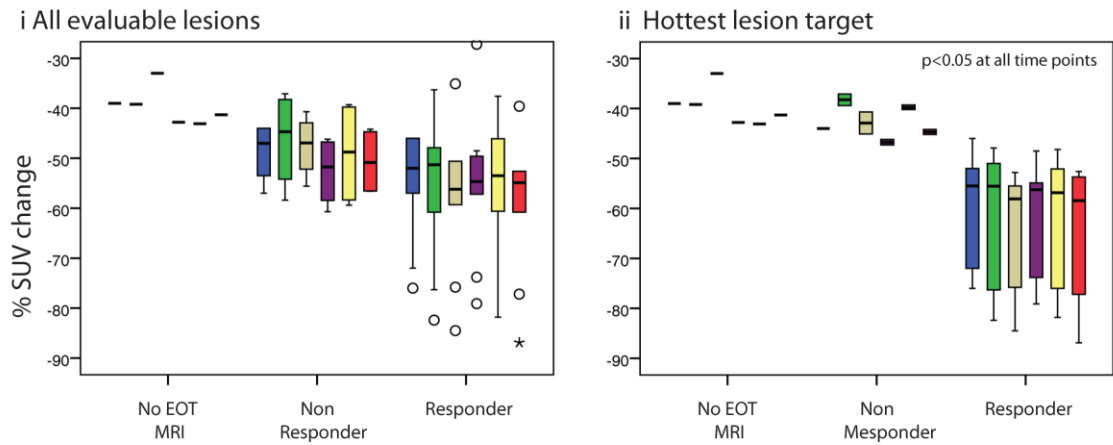 i All evaluable lesions
% SUV change
-30
-40
-50
-60
-70
-80
-90
No EOT
MRI
Non
Responder
Responder
ii Hottest lesion target
p<0.05 at all time points
-30
-40
-50
-60
-70
-80
-90
No EOT
MRI
Non
Mesponder
Responder